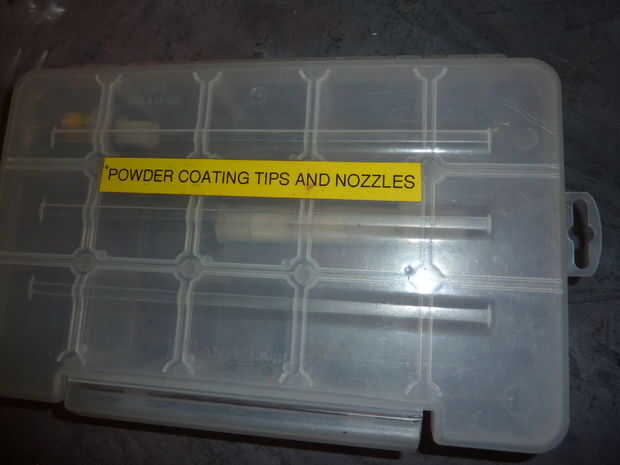 POWDER COATING TIPS AND NOZZLES